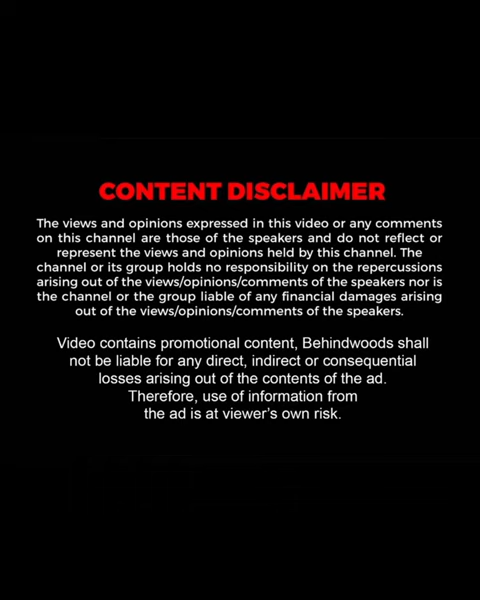 CONTENT DISCLAIMER
The views and opinions expressed in this video or any comments
on this channel are those of the speakers and do not reflect or
represent the views and opinions held by this channel. The
channel or its group holds no responsibility on the repercussions
arising out of the views/opinions/comments of the speakers nor is
the channel or the group liable of any financial damages arising
out of the views/opinions/comments of the speakers.
Video contains promotional content, Behindwoods shall
not be liable for any direct, indirect or consequential
losses arising out of the contents of the ad.
Therefore, use of information from
the ad is at viewer's own risk.